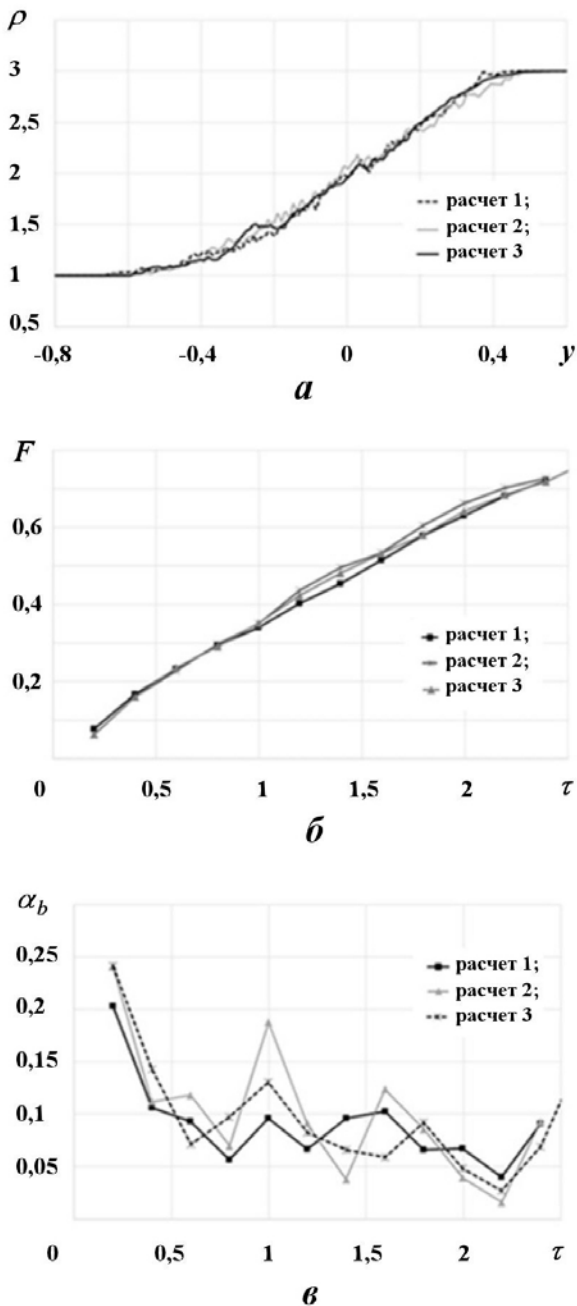 ρ
3
2,5
2
1,5
1
0,5
расчет 1;
расчет 2;
расчет 3
-0,8
-0,4
0
0,4
y
а
F
0,6
0,4
0,2
расчет 1;
расчет 2;
расчет 3
0
0,5
1
1,5
2
τ
б
α_b
0,25
0,2
0,15
0,1
0,05
расчет 1;
расчет 2;
расчет 3
0
0,5
1
1,5
2
τ
в